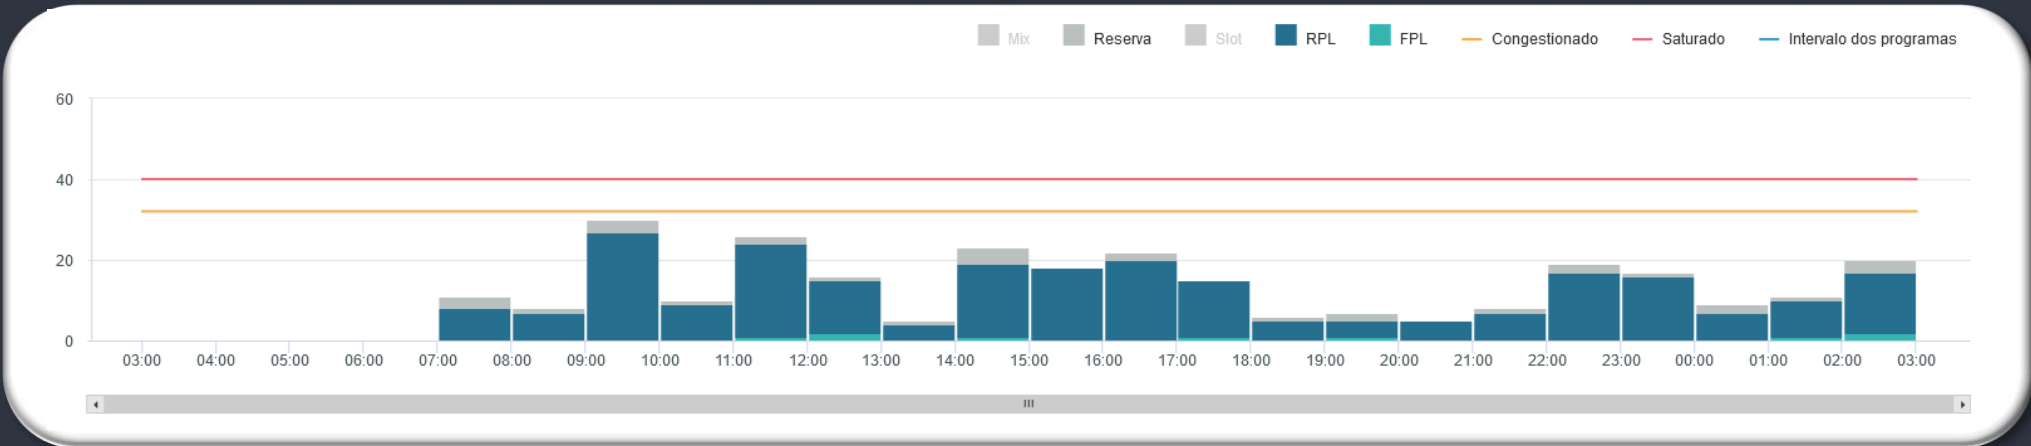 Mix Reserva Slot RPL FPL Congestionado Saturado Intervalo dos programas
60
40
20
0
03:00 04:00 05:00 06:00 07:00 08:00 09:00 10:00 11:00 12:00 13:00 14:00 15:00 16:00 17:00 18:00 19:00 20:00 21:00 22:00 23:00 00:00 01:00 02:00 03:00